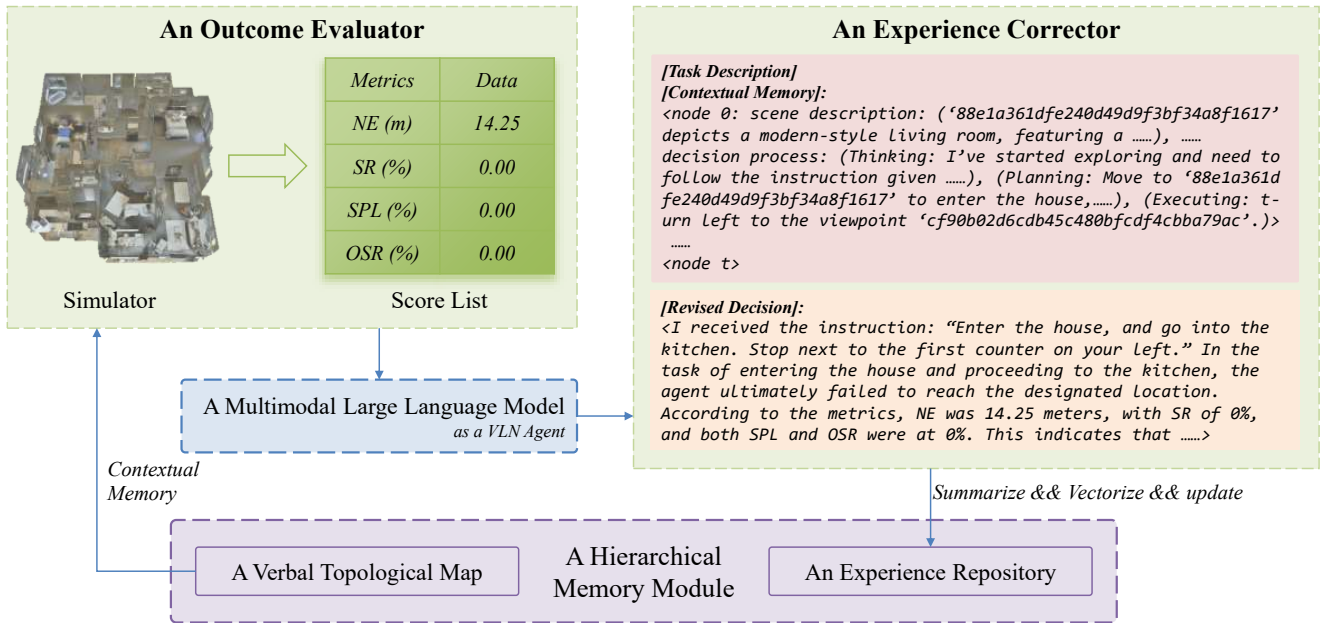 An Outcome Evaluator
Metrics Data
NE (m) 14.25
SR (%) 0.00
SPL (%) 0.00
OSR (%) 0.00
Simulator
Score List
An Experience Corrector
[Task Description]
[Contextual Memory]:
<node 0: scene description: (‘88e1a361dfe240d49d9f3bf34a8f1617’
depicts a modern-style living room, featuring a ……), ……
decision process: (Thinking: I’ve started exploring and need to
follow the instruction given ……), (Planning: Move to ‘88e1a361d
fe240d49d9f3bf34a8f1617’ to enter the house,……), (Executing: t-
urn left to the viewpoint ‘cf90b02d6cdb45c480bfcdf4cbba79ac’.)>
……
<node t>
[Revised Decision]:
<I received the instruction: “Enter the house, and go into the
kitchen. Stop next to the first counter on your left.” In the
task of entering the house and proceeding to the kitchen, the
agent ultimately failed to reach the designated location.
According to the metrics, NE was 14.25 meters, with SR of 0%,
and both SPL and OSR were at 0%. This indicates that ……>
A Multimodal Large Language Model
as a VLN Agent
Contextual
Memory
Summarize && Vectorize && update
A Verbal Topological Map
A Hierarchical
Memory Module
An Experience Repository